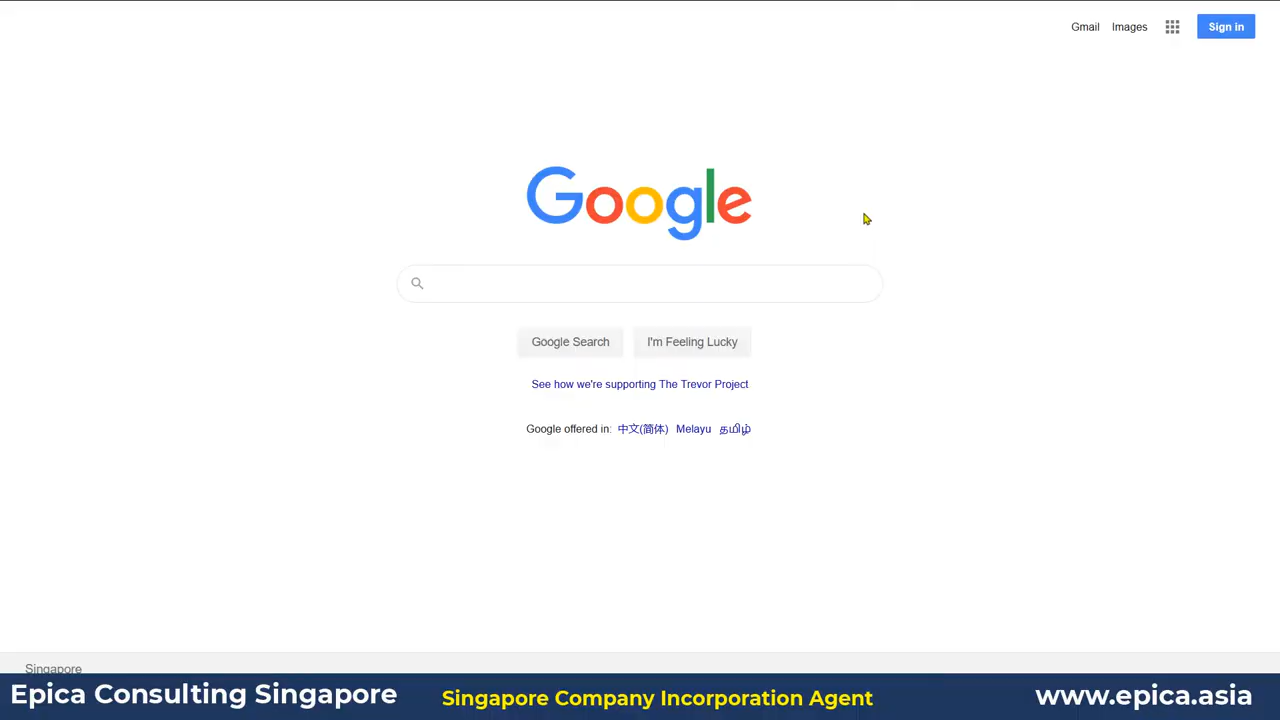 Gmail Images Sign in
Google
Google Search I'm Feeling Lucky
See how we're supporting The Trevor Project
Google offered in: 中文(简体) Melayu தமிழ்
Singapore
Epica Consulting Singapore Singapore Company Incorporation Agent www.epica.asia